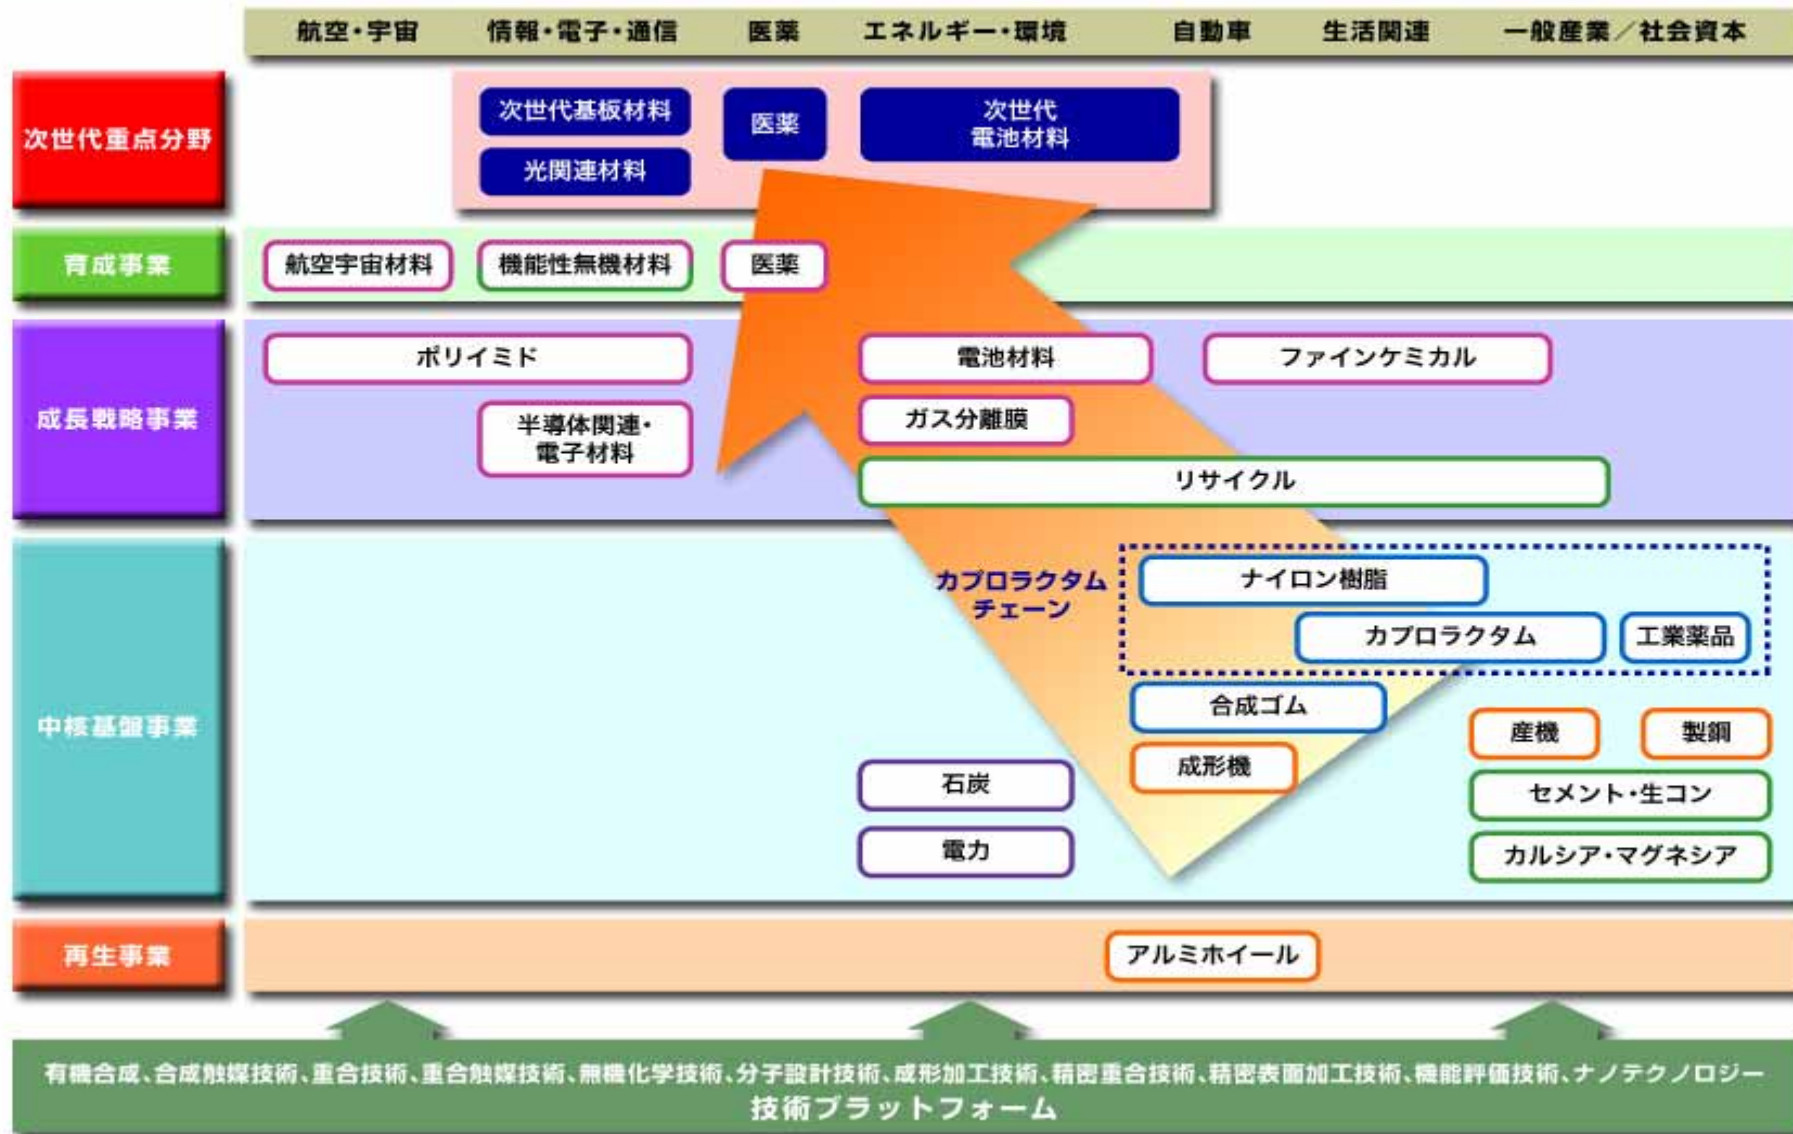 航空・宇宙 情報・電子・通信 医薬 エネルギー・環境 自動車 生活関連 一般産業／社会資本
次世代重点分野
次世代基板材料
光関連材料
医薬
次世代
電池材料
育成事業
航空宇宙材料
機能性無機材料
医薬
成長戦略事業
ポリイミド
半導体関連・
電子材料
電池材料
ファインケミカル
ガス分離膜
リサイクル
中核基盤事業
カプロラクタム
チェーン
ナイロン樹脂
カプロラクタム
工業薬品
合成ゴム
成形機
石炭
電力
産機
製鋼
セメント・生コン
カルシア・マグネシア
再生事業
アルミホイール
有機合成、合成触媒技術、重合技術、重合触媒技術、無機化学技術、分子設計技術、成形加工技術、精密重合技術、精密表面加工技術、機能評価技術、ナノテクノロジー
技術プラットフォーム